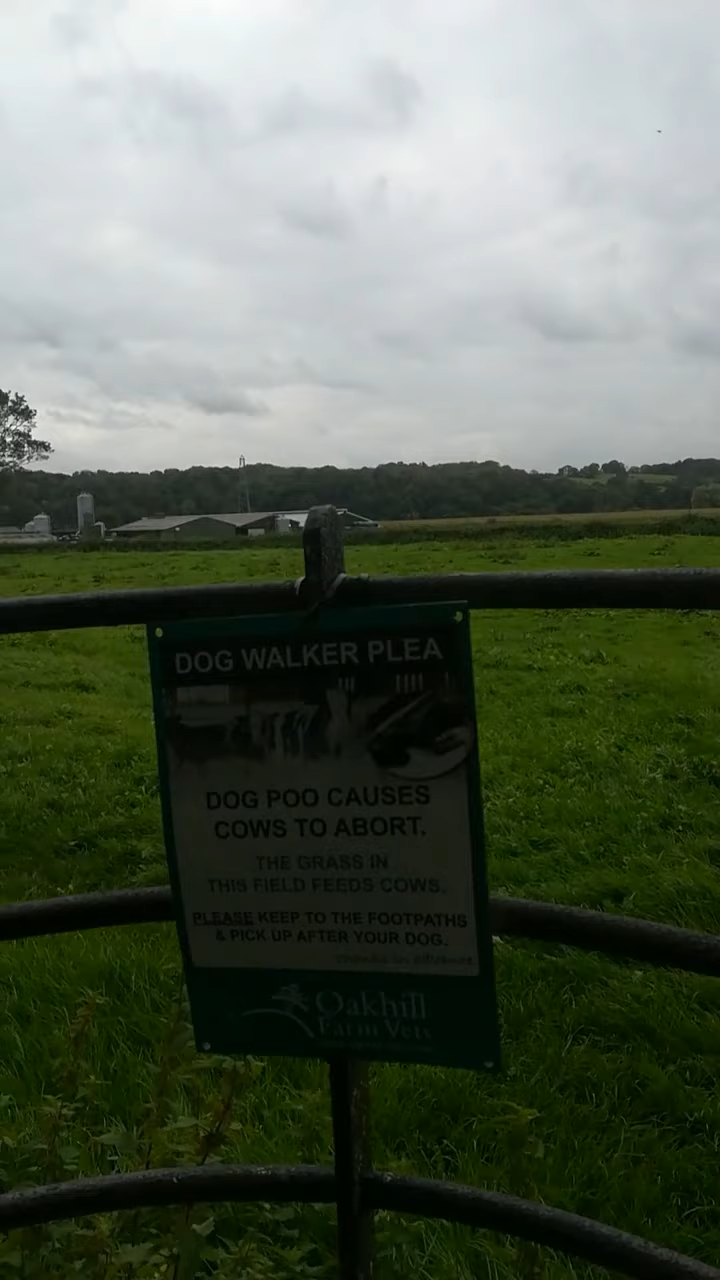 DOG WALKER PLEA
DOG POO CAUSES
COWS TO ABORT.
THE GRASS IN
THIS FIELD FEEDS COWS.
PLEASE KEEP TO THE FOOTPATHS
& PICK UP AFTER YOUR DOG.
Oakhill
Farm Vets